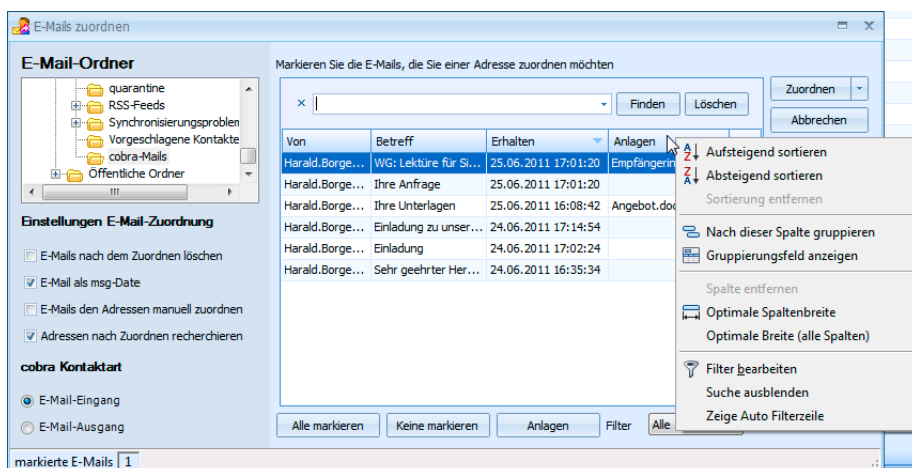 E-Mails zuordnen
E-Mail-Ordner
quarantine
RSS-Feeds
Synchronisierungsproblen
Vorgeschlagene Kontakte
cobra-Mails
Öffentliche Ordner
Einstellungen E-Mail-Zuordnung
E-Mails nach dem Zuordnen löschen
E-Mail als msg-Date
E-Mails den Adressen manuell zuordnen
Adressen nach Zuordnen recherchieren
cobra Kontaktart
E-Mail-Eingang
E-Mail-Ausgang
markierte E-Mails 1
Markieren Sie die E-Mails, die Sie einer Adresse zuordnen möchten
Finden Löschen
Zuordnen
Abbrechen
Von Betreff Erhalten Anlagen
Harald.Borge... WG: Lektüre für Si... 25.06.2011 17:01:20 Empfängerin
Harald.Borge... Ihre Anfrage 25.06.2011 17:01:20
Harald.Borge... Ihre Unterlagen 25.06.2011 16:08:42 Angebot.doc
Harald.Borge... Einladung zu unser... 24.06.2011 17:14:54
Harald.Borge... Einladung 24.06.2011 17:02:24
Harald.Borge... Sehr geehrter Her... 24.06.2011 16:35:34
Alle markieren Keine markieren Anlagen Filter Alle
Aufsteigend sortieren
Absteigend sortieren
Sortierung entfernen
Nach dieser Spalte gruppieren
Gruppierungsfeld anzeigen
Spalte entfernen
Optimale Spaltenbreite
Optimale Breite (alle Spalten)
Filter bearbeiten
Suche ausblenden
Zeige Auto Filterzeile